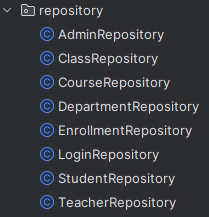 repository
AdminRepository
ClassRepository
CourseRepository
DepartmentRepository
EnrollmentRepository
LoginRepository
StudentRepository
TeacherRepository